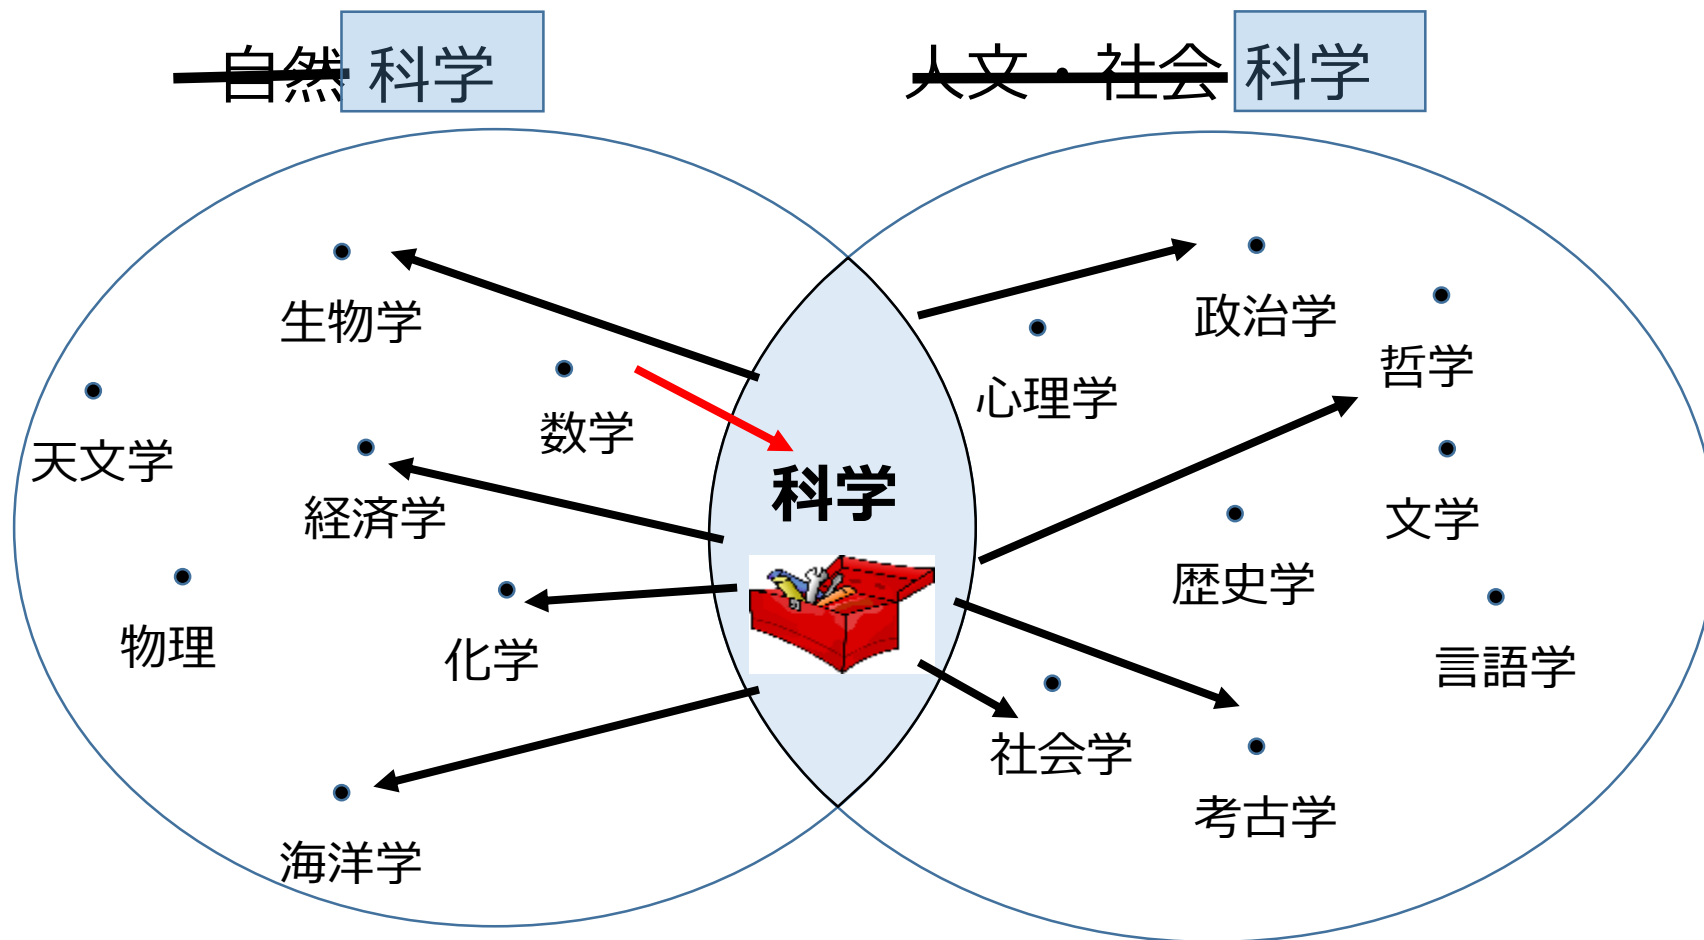 自然科学
人文・社会科学
生物学
数学
天文学
経済学
物理
化学
海洋学
科学
政治学
心理学
哲学
文学
歴史学
言語学
社会学
考古学